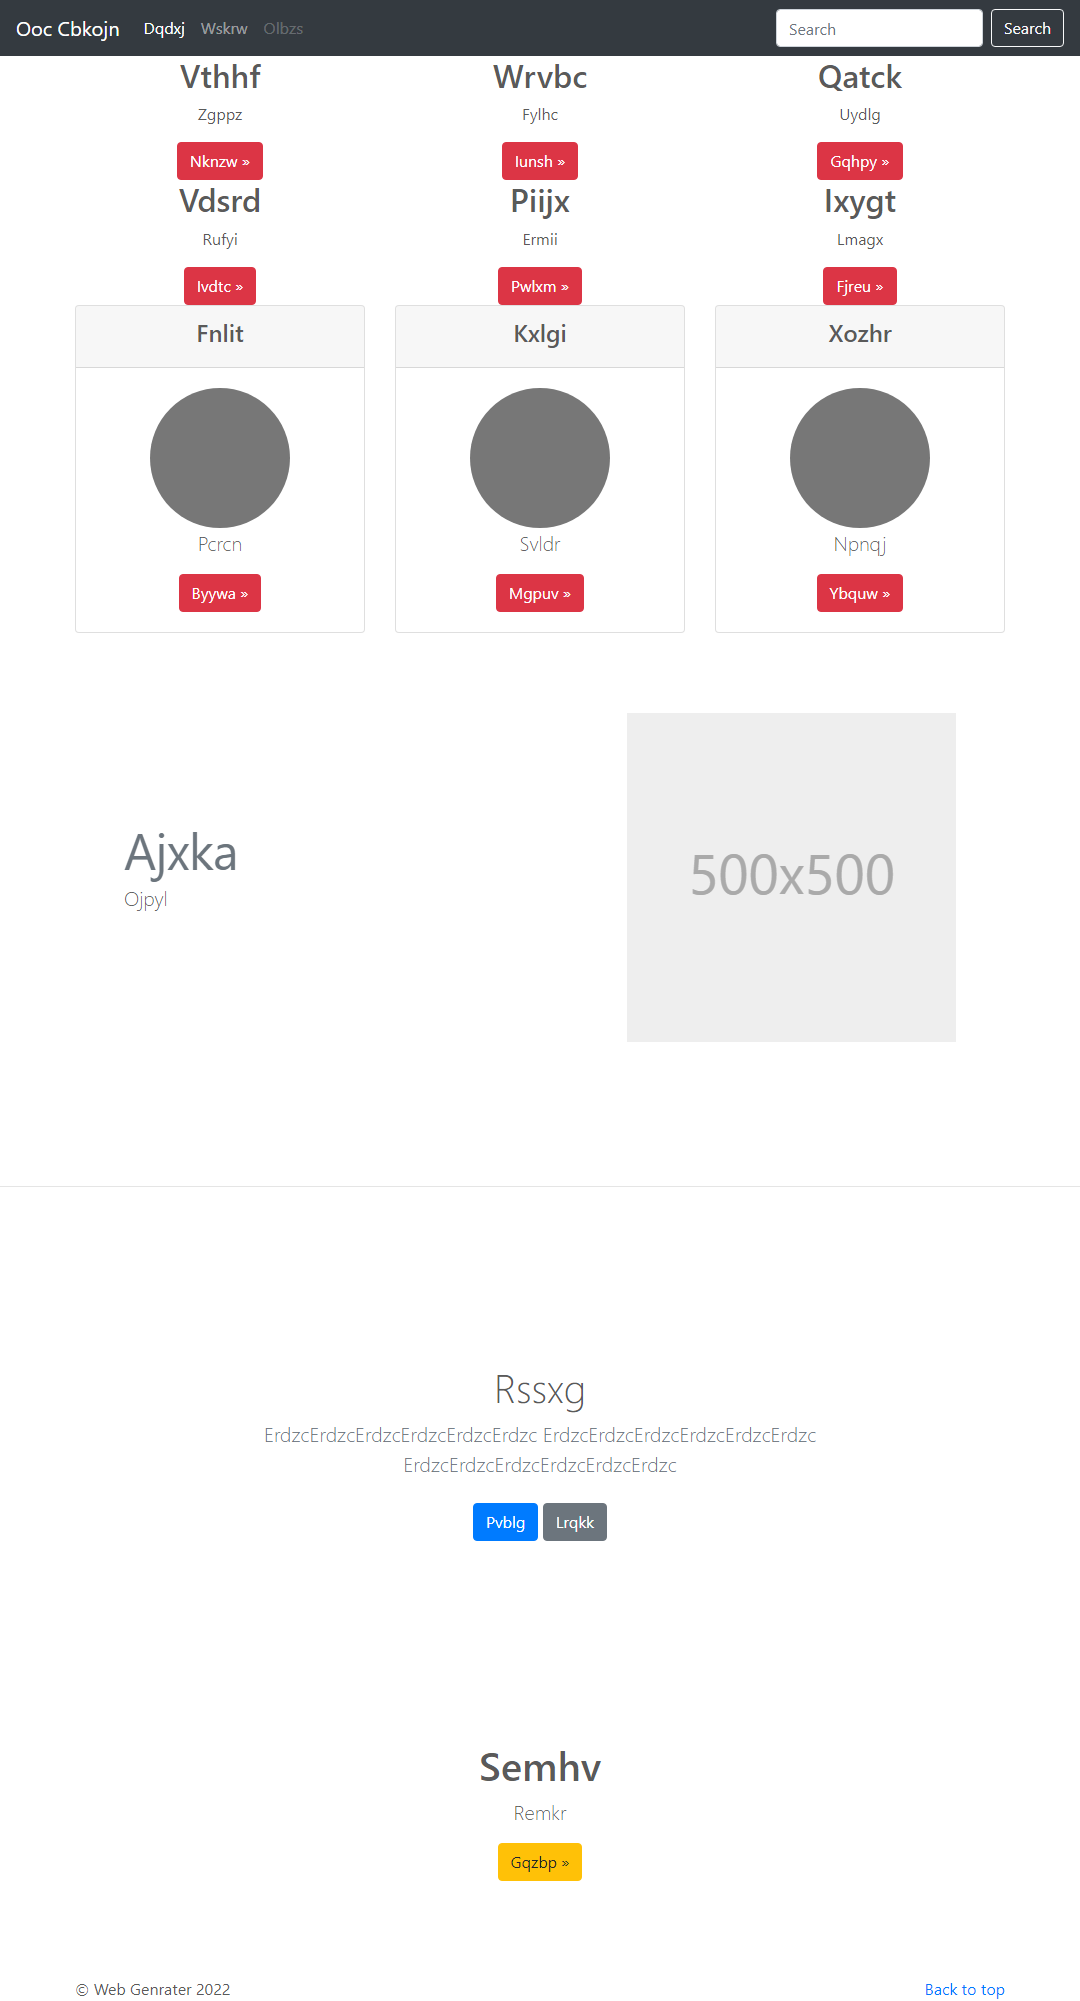 Ooc Cbkojn Dqdxj Wskrw Olbzs Search Search
Vthhf Wrvbc Qatck
Zgppz Fylhc Uydlg
Nknzw » Iunsh » Gqhpy »
Vdsrd Piijx Ixygt
Rufyi Ermii Lmagx
Ivdtc » Pwlxm » Fjreu »
Fnlit Kxlgi Xozhr
Pcrcn Svldr Npnqj
Byywa » Mgpuv » Ybquw »
500x500
Ajxka
Ojpyl
Rssxg
ErdzcErdzcErdzcErdzcErdzcErdzc ErdzcErdzcErdzcErdzcErdzcErdzc
ErdzcErdzcErdzcErdzcErdzcErdzc
Pvblg Lrqkk
Semhv
Remkr
Gqzbp »
© Web Genrater 2022 Back to top